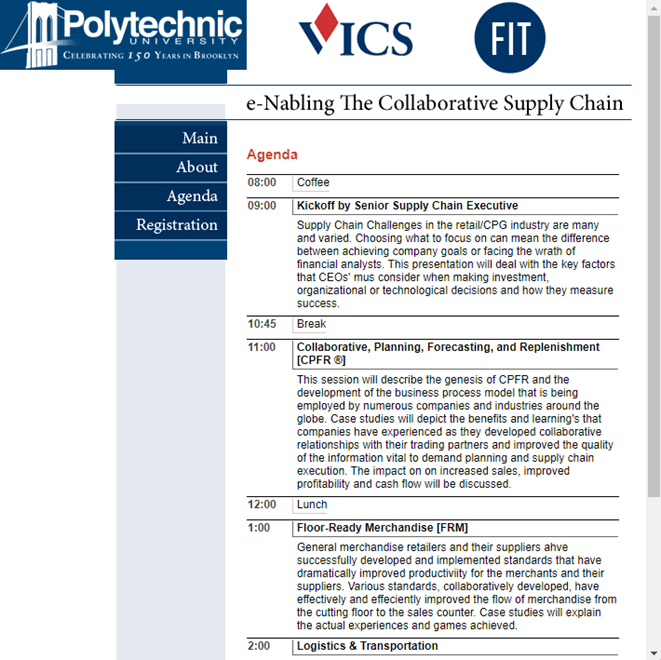 Polytechnic
UNIVERSITY
CELEBRATING 150 YEARS IN BROOKLYN
VICS
FIT
e-Nabling The Collaborative Supply Chain
Main
About
Agenda
Registration
Agenda
08:00 Coffee
09:00 Kickoff by Senior Supply Chain Executive
Supply Chain Challenges in the retail/CPG industry are many
and varied. Choosing what to focus on can mean the difference
between achieving company goals or facing the wrath of
financial analysts. This presentation will deal with the key factors
that CEOs' mus consider when making investment,
organizational or technological decisions and how they measure
success.
10:45 Break
11:00 Collaborative, Planning, Forecasting, and Replenishment
[CPFR ®]
This session will describe the genesis of CPFR and the
development of the business process model that is being
employed by numerous companies and industries around the
globe. Case studies will depict the benefits and learning's that
companies have experienced as they developed collaborative
relationships with their trading partners and improved the quality
of the information vital to demand planning and supply chain
execution. The impact on on increased sales, improved
profitability and cash flow will be discussed.
12:00 Lunch
1:00 Floor-Ready Merchandise [FRM]
General merchandise retailers and their suppliers ahve
successfully developed and implemented standards that have
dramatically improved productiviity for the merchants and their
suppliers. Various standards, collaboratively developed, have
effectively and effeciently improved the flow of merchandise from
the cutting floor to the sales counter. Case studies will explain
the actual experiences and games achieved.
2:00 Logistics & Transportation